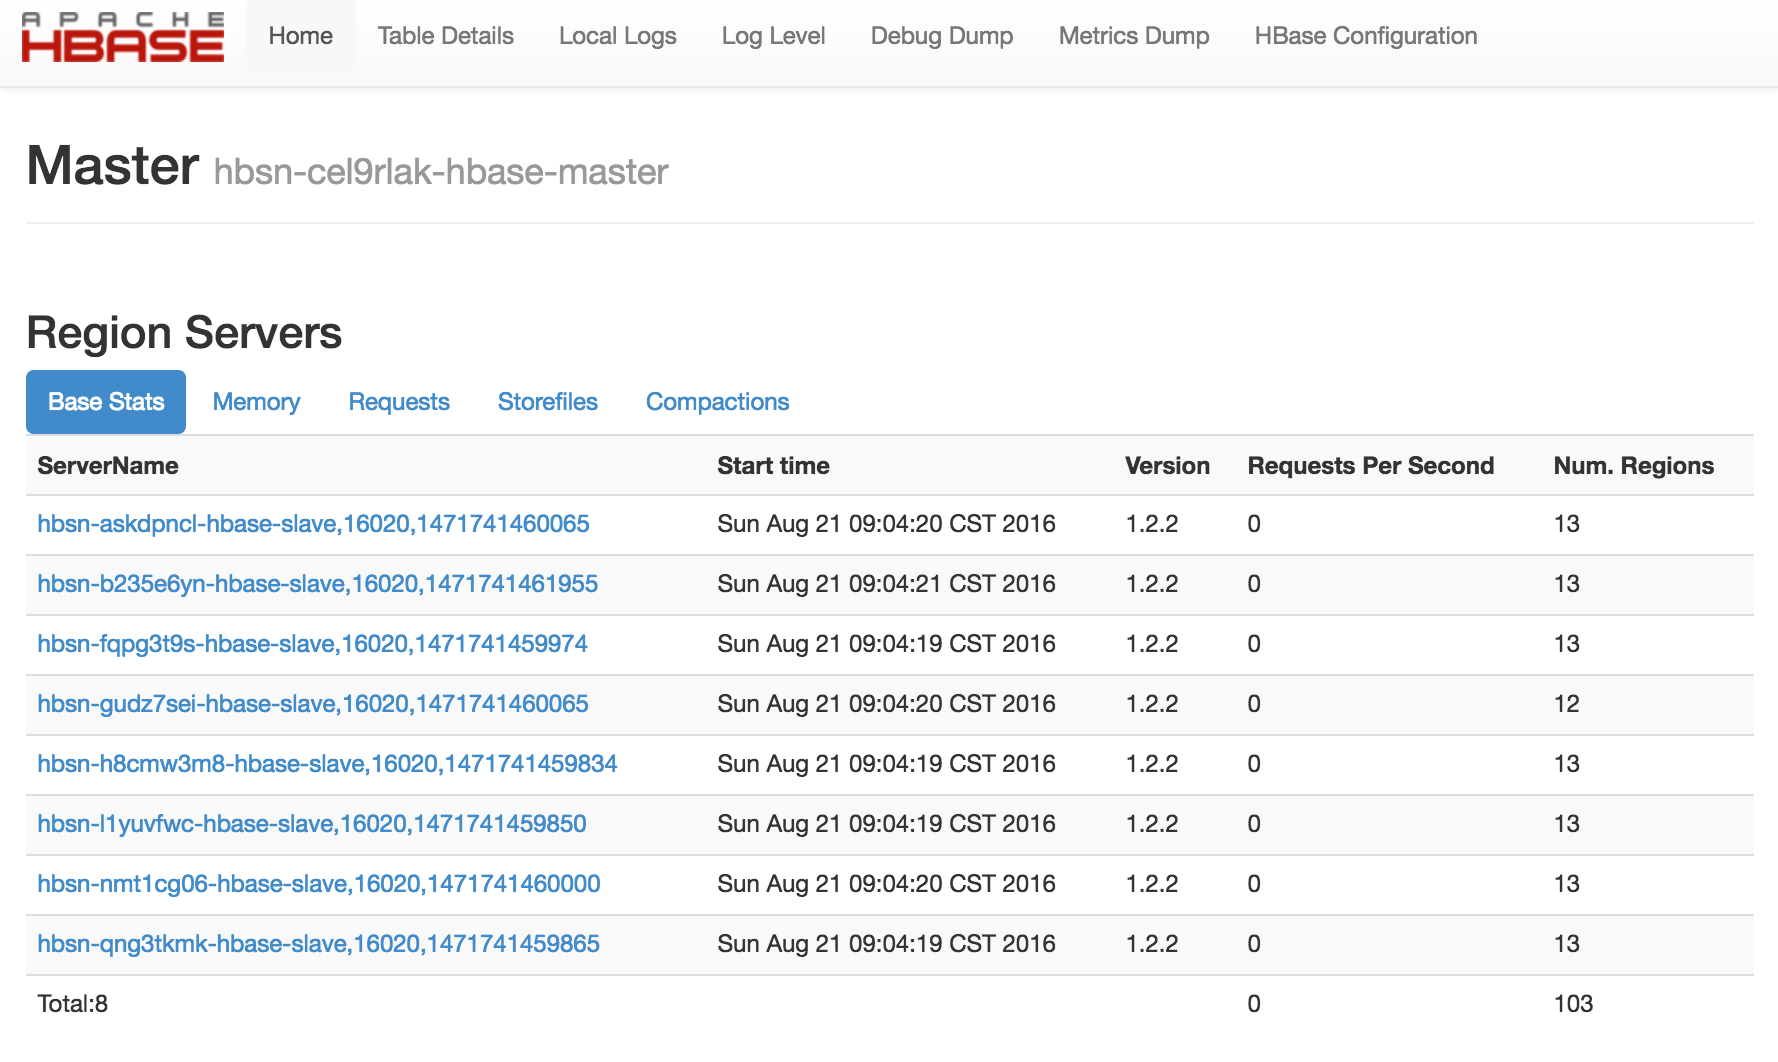 APACHE
HBASE
Home Table Details Local Logs Log Level Debug Dump Metrics Dump HBase Configuration
Master hbsn-cel9rlak-hbase-master
Region Servers
Base Stats Memory Requests Storefiles Compactions
ServerName Start time Version Requests Per Second Num. Regions
hbsn-askdpncl-hbase-slave,16020,1471741460065 Sun Aug 21 09:04:20 CST 2016 1.2.2 0 13
hbsn-b235e6yn-hbase-slave,16020,1471741461955 Sun Aug 21 09:04:21 CST 2016 1.2.2 0 13
hbsn-fqpg3t9s-hbase-slave,16020,1471741459974 Sun Aug 21 09:04:19 CST 2016 1.2.2 0 13
hbsn-gudz7sei-hbase-slave,16020,1471741460065 Sun Aug 21 09:04:20 CST 2016 1.2.2 0 12
hbsn-h8cmw3m8-hbase-slave,16020,1471741459834 Sun Aug 21 09:04:19 CST 2016 1.2.2 0 13
hbsn-l1yuvfwc-hbase-slave,16020,1471741459850 Sun Aug 21 09:04:19 CST 2016 1.2.2 0 13
hbsn-nmt1cg06-hbase-slave,16020,1471741460000 Sun Aug 21 09:04:20 CST 2016 1.2.2 0 13
hbsn-qng3tkmk-hbase-slave,16020,1471741459865 Sun Aug 21 09:04:19 CST 2016 1.2.2 0 13
Total:8 0 103